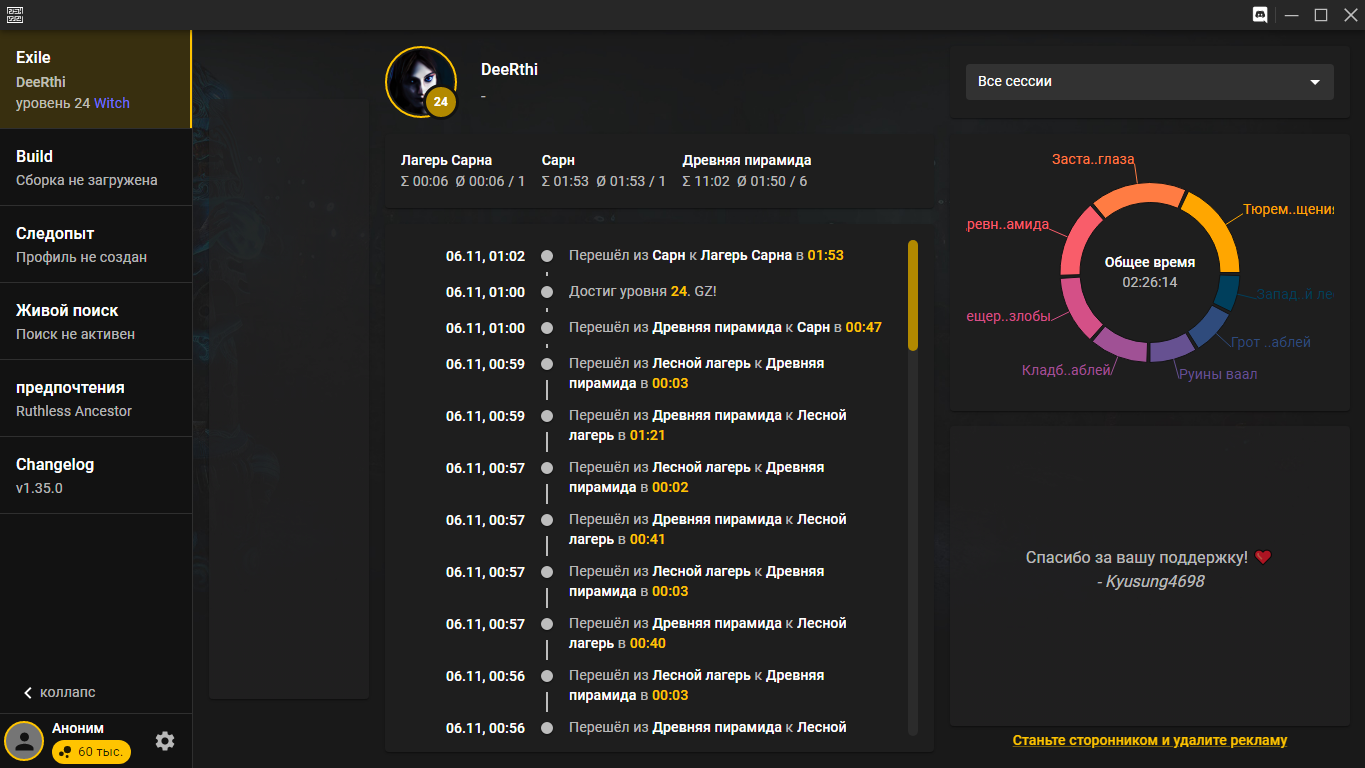 Exile
DeeRthi
уровень 24 Witch
Build
Сборка не загружена
Следопыт
Профиль не создан
Живой поиск
Поиск не активен
предпочтения
Ruthless Ancestor
Changelog
v1.35.0
коллапс
Аноним
60 тыс.
DeeRthi
-
24
Лагерь Сарна
Σ 00:06 Ø 00:06 / 1
Сарн
Σ 01:53 Ø 01:53 / 1
Древняя пирамида
Σ 11:02 Ø 01:50 / 6
06.11, 01:02 Перешёл из Сарн к Лагерь Сарна в 01:53
06.11, 01:00 Достиг уровня 24. GZ!
06.11, 01:00 Перешёл из Древняя пирамида к Сарн в 00:47
06.11, 00:59 Перешёл из Лесной лагерь к Древняя
пирамида в 00:03
06.11, 00:59 Перешёл из Древняя пирамида к Лесной
лагерь в 01:21
06.11, 00:57 Перешёл из Лесной лагерь к Древняя
пирамида в 00:02
06.11, 00:57 Перешёл из Древняя пирамида к Лесной
лагерь в 00:41
06.11, 00:57 Перешёл из Лесной лагерь к Древняя
пирамида в 00:03
06.11, 00:57 Перешёл из Древняя пирамида к Лесной
лагерь в 00:40
06.11, 00:56 Перешёл из Лесной лагерь к Древняя
пирамида в 00:03
06.11, 00:56 Перешёл из Древняя пирамида к Лесной
Все сессии
Заста..глаза
Тюрем..щения
ревн..амида
Общее время
02:26:14
Запад..й ле
ещер..злобы
Грот ..аблей
Кладб..аблей
Руины ваал
Спасибо за вашу поддержку!
- Kyusung4698
Станьте сторонником и удалите рекламу